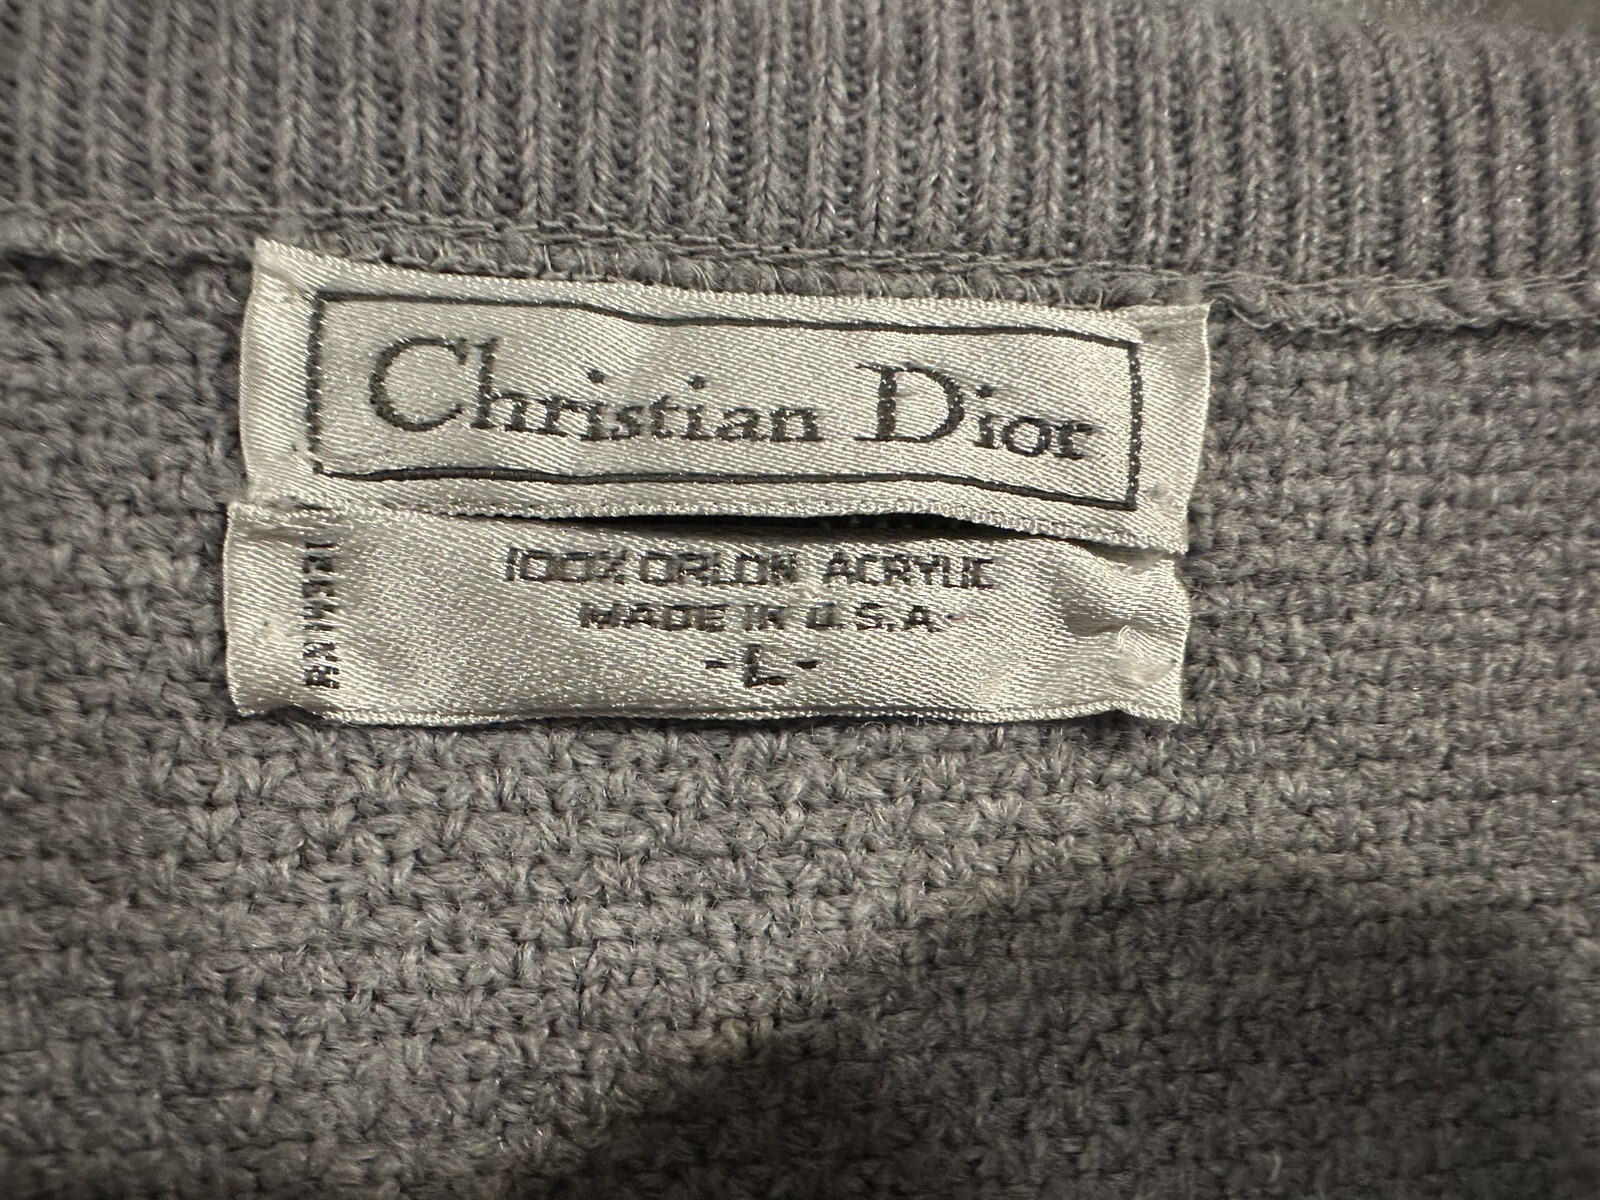 Christian Dior
100% ORLON ACRYLIC
MADE IN U.S.A.
-L-